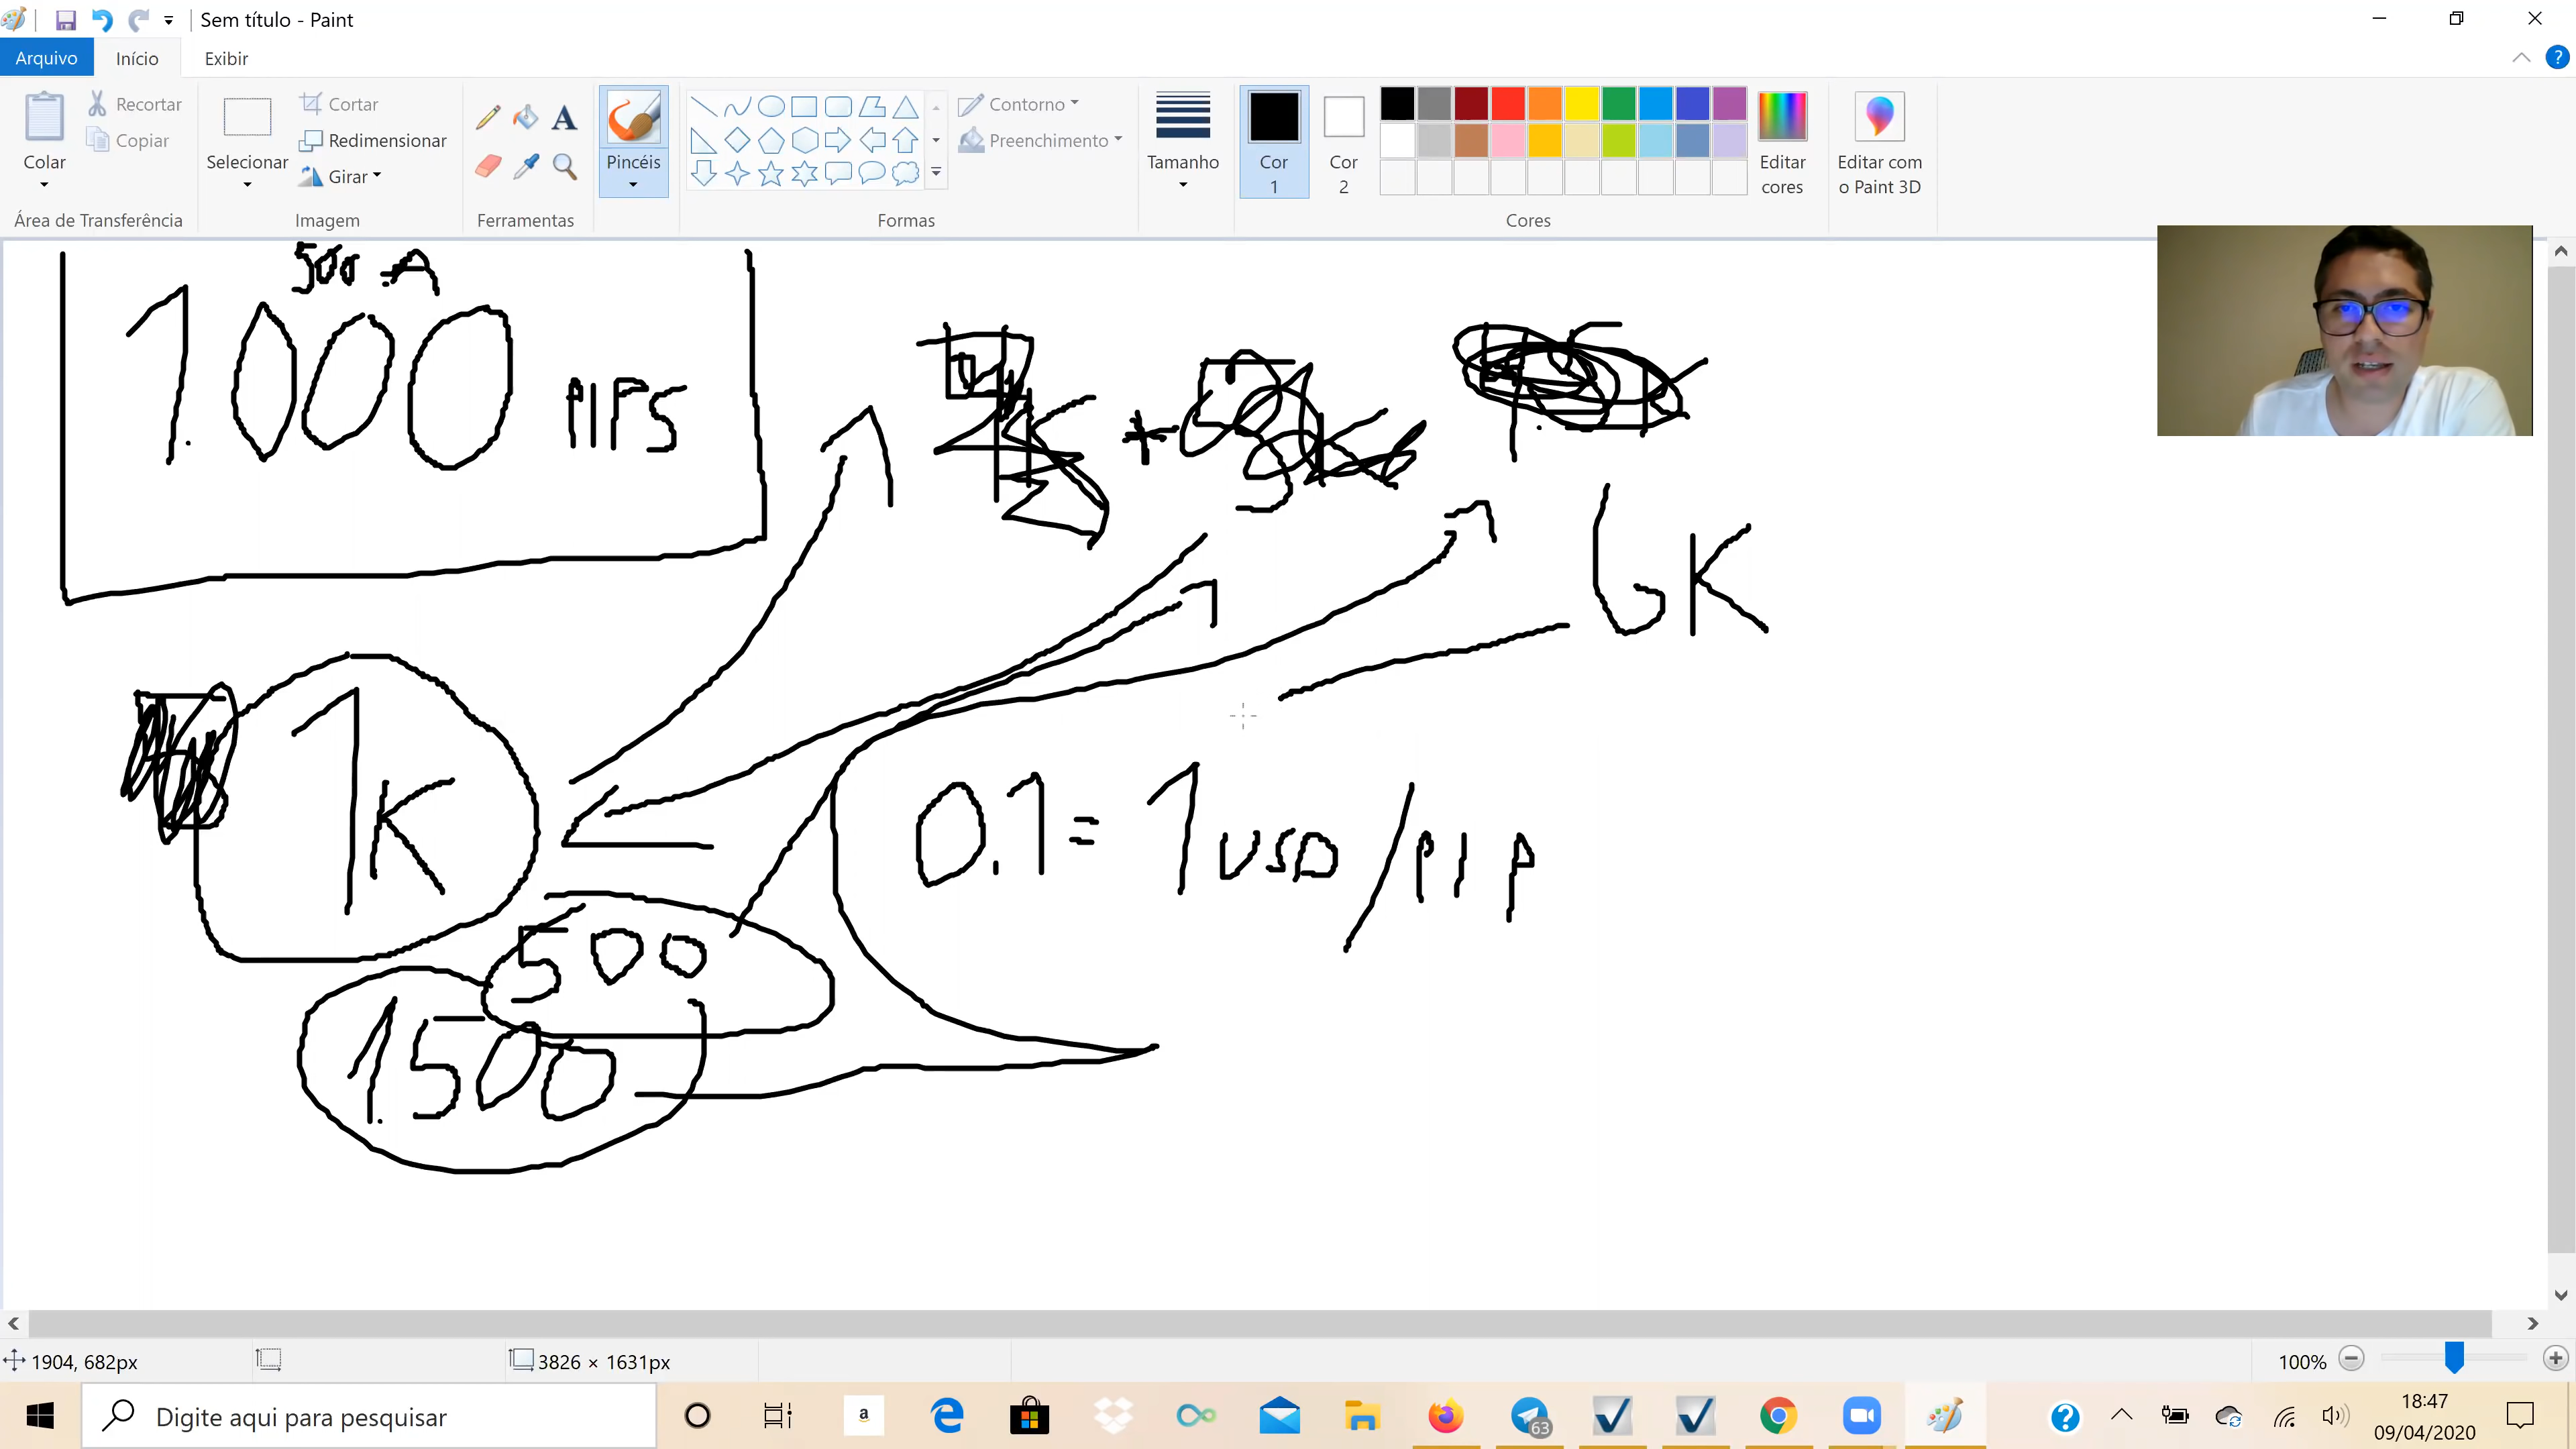 Sem título - Paint
Arquivo Início Exibir
Colar
Recortar
Copiar
Área de Transferência
Selecionar
Cortar
Redimensionar
Girar
Imagem
A
Ferramentas
Pincéis
Formas
Contorno
Preenchimento
Tamanho
Cor 1
Cor 2
Editar cores
Editar com o Paint 3D
Cores
500
1.000 PIPS
+
6K
1K
0.1 = 1 USD/PIP
500
1.500
1904, 682px
3826 × 1631px
100%
Digite aqui para pesquisar
a
63
18:47
09/04/2020